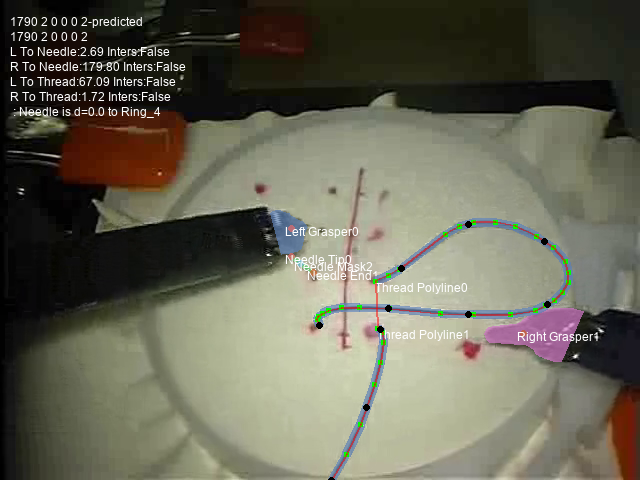 1790 2 0 0 0 2-predicted
1790 2 0 0 0 2
L To Needle:2.69 Inters:False
R To Needle:179.80 Inters:False
L To Thread:67.09 Inters:False
R To Thread:1.72 Inters:False
: Needle is d=0.0 to Ring_4
Left Grasper0
Needle Tip0
Needle Mask2
Needle End1
Thread Polyline0
Thread Polyline1
Right Grasper1